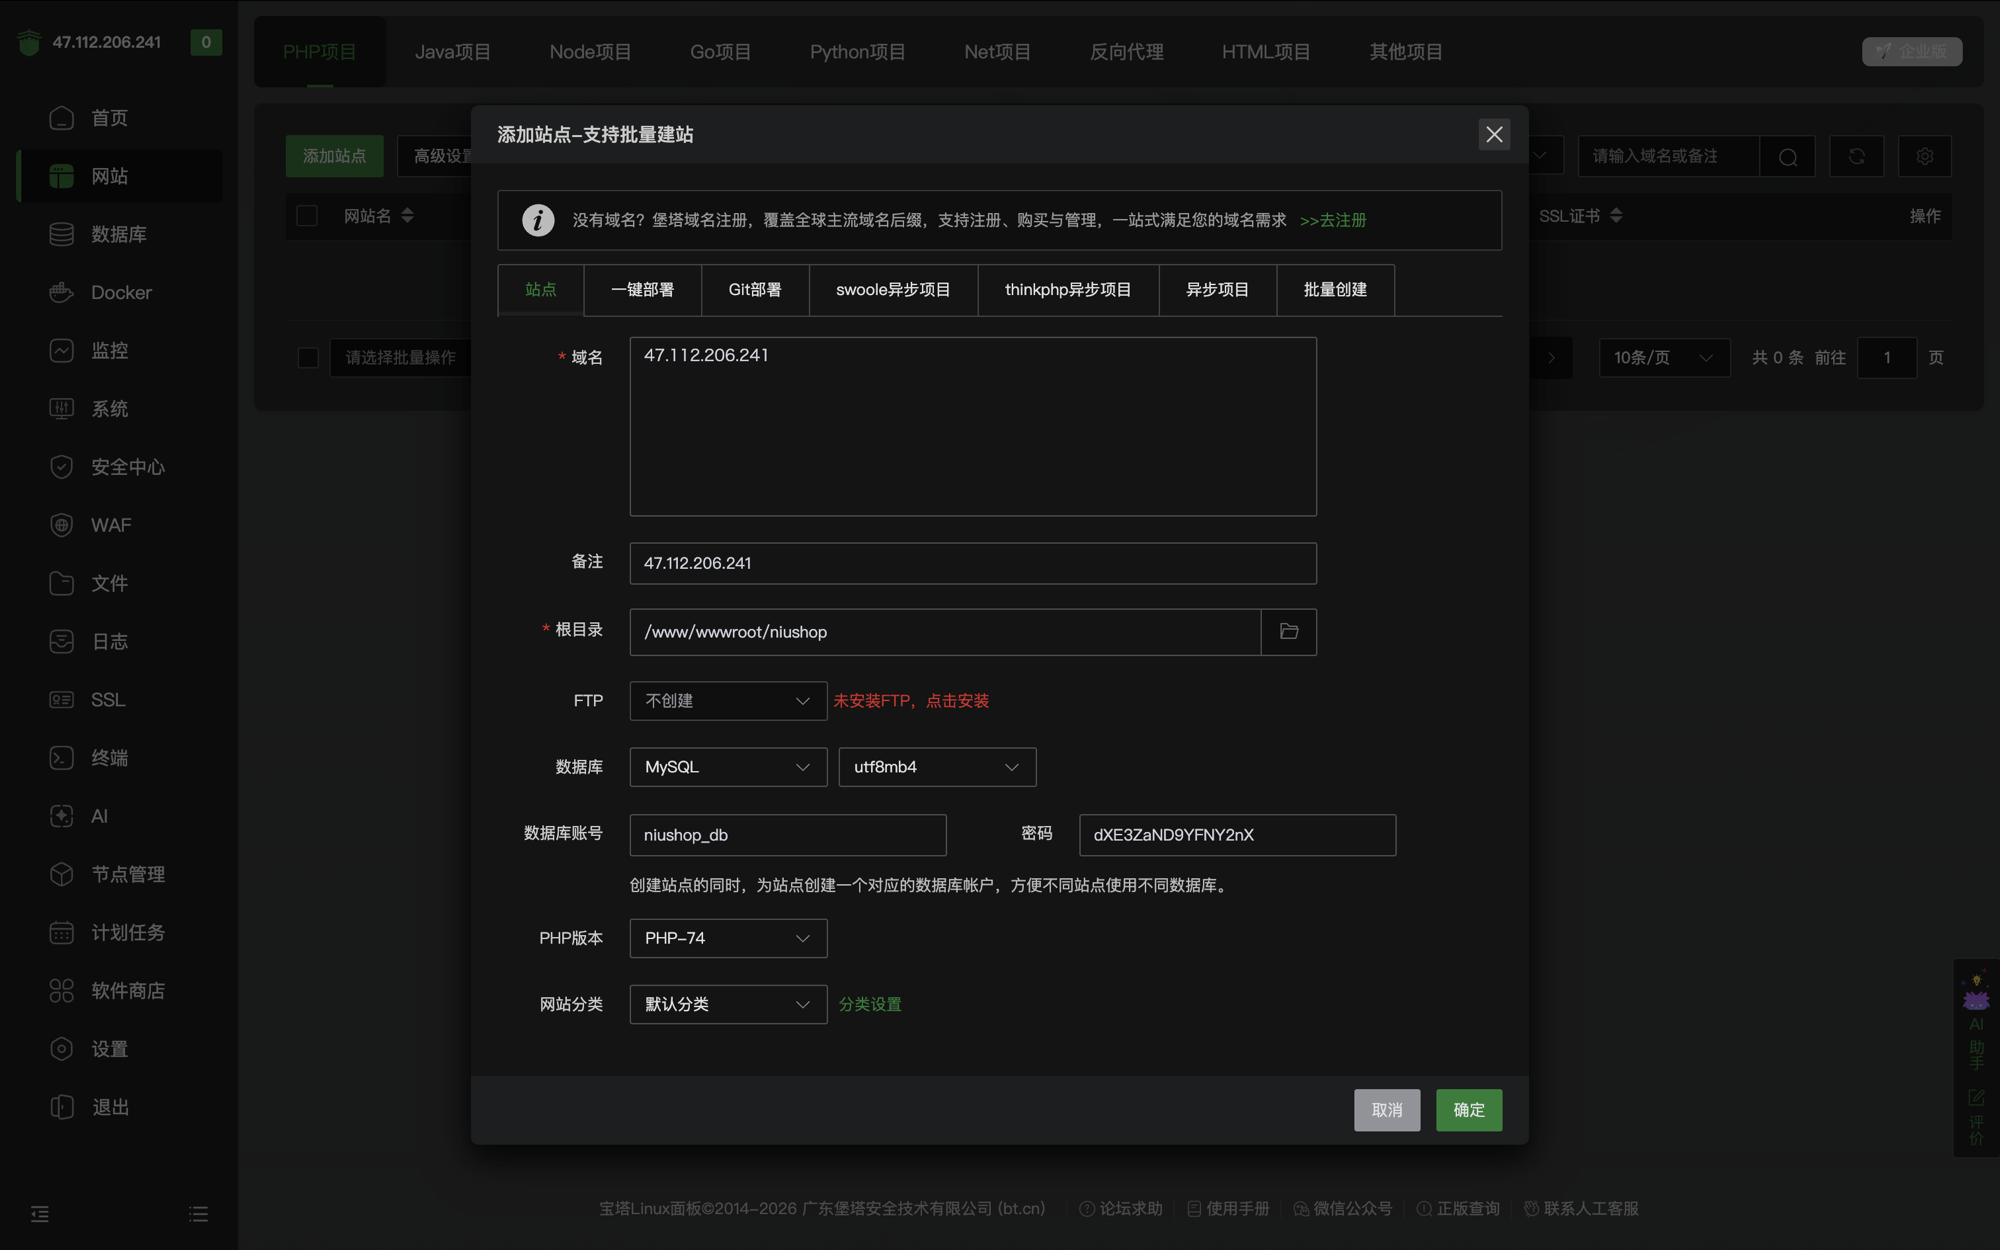 47.112.206.241
0
首页
网站
数据库
Docker
监控
系统
安全中心
WAF
文件
日志
SSL
终端
AI
节点管理
计划任务
软件商店
设置
退出
PHP项目
Java项目
Node项目
Go项目
Python项目
Net项目
反向代理
HTML项目
其他项目
企业版
添加站点
高级设置
请输入域名或备注
网站名
SSL证书
操作
请选择批量操作
10条/页
共 0 条
前往
1
页
添加站点-支持批量建站
没有域名？堡塔域名注册，覆盖全球主流域名后缀，支持注册、购买与管理，一站式满足您的域名需求 >>去注册
站点
一键部署
Git部署
swoole异步项目
thinkphp异步项目
异步项目
批量创建
* 域名
47.112.206.241
备注
47.112.206.241
* 根目录
/www/wwwroot/niushop
FTP
不创建
未安装FTP，点击安装
数据库
MySQL
utf8mb4
数据库账号
niushop_db
密码
dXE3ZaND9YFNY2nX
创建站点的同时，为站点创建一个对应的数据库帐户，方便不同站点使用不同数据库。
PHP版本
PHP-74
网站分类
默认分类
分类设置
取消
确定
AI
助
手
评
价
宝塔Linux面板©2014-2026 广东堡塔安全技术有限公司 (bt.cn)
论坛求助
使用手册
微信公众号
正版查询
联系人工客服